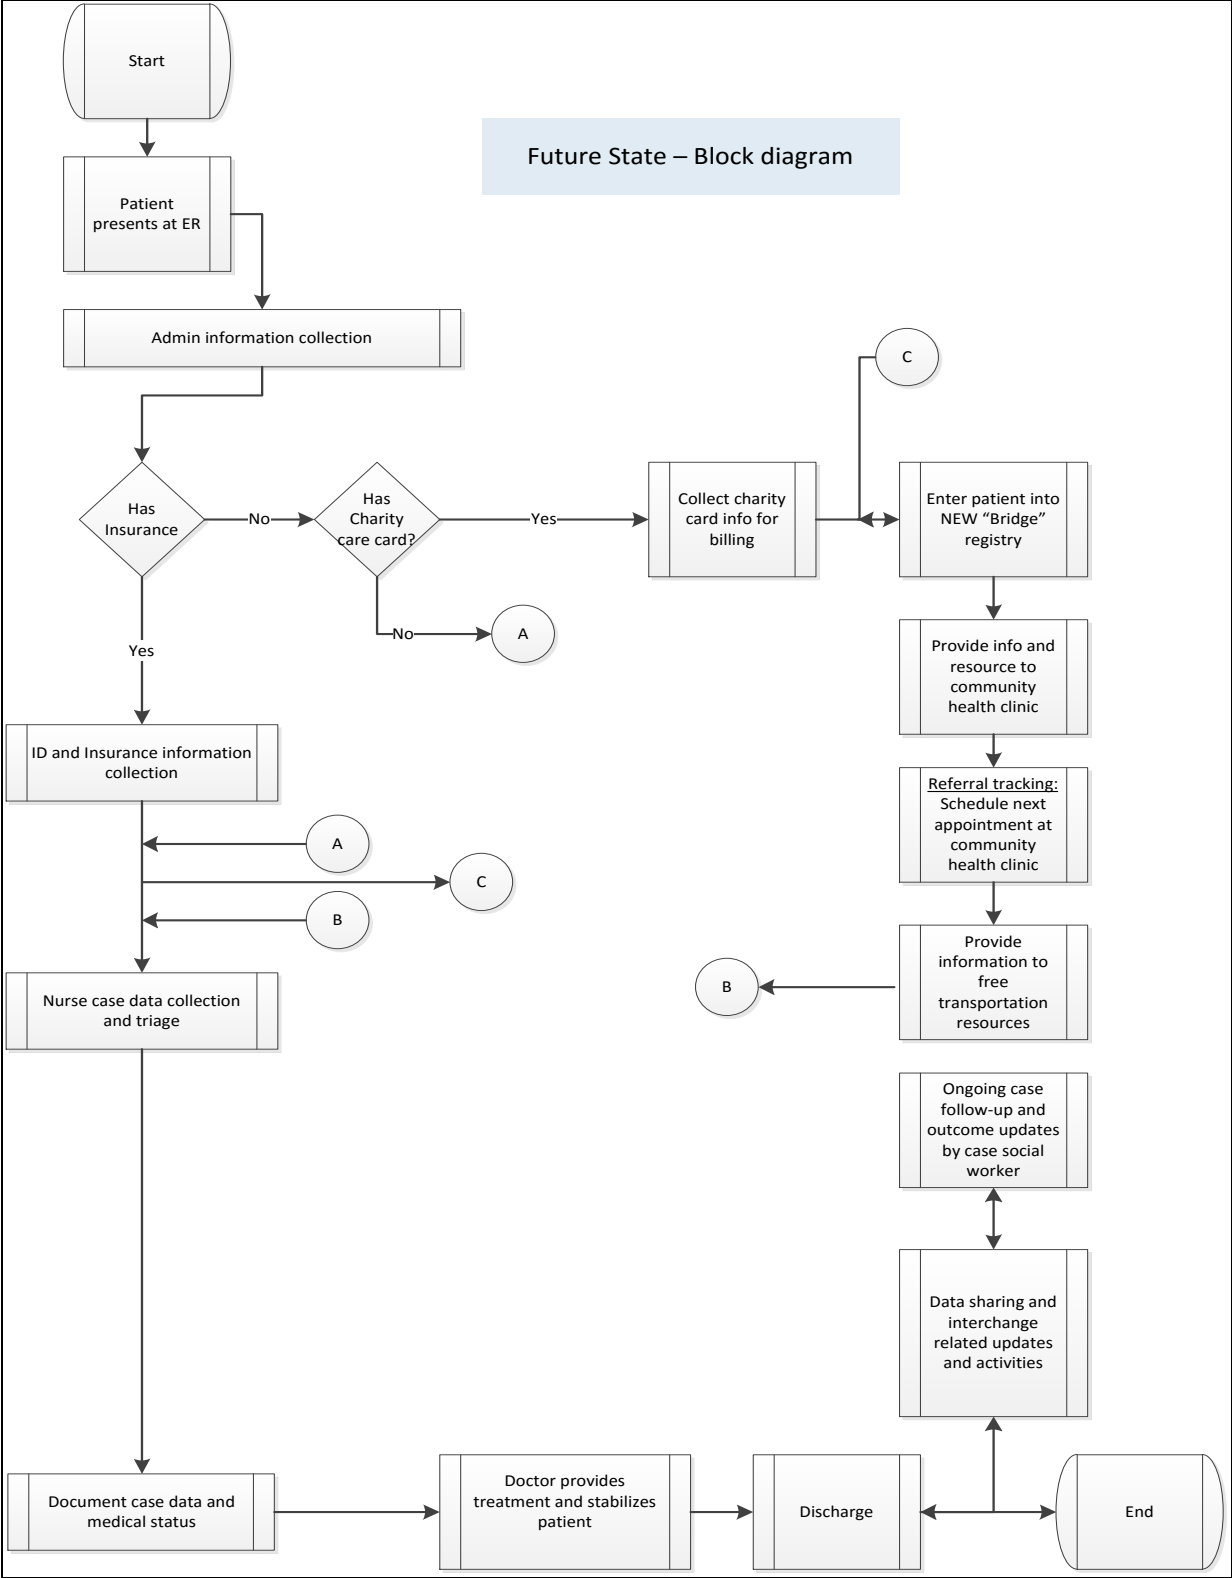 Start
Future State – Block diagram
Patient
presents at ER
Admin information collection
C
Has
Insurance
No
Has
Charity
care card?
Yes
Collect charity
card info for
billing
Enter patient into
NEW “Bridge”
registry
No
A
Yes
Provide info and
resource to
community
health clinic
ID and Insurance information
collection
Referral tracking:
Schedule next
appointment at
community
health clinic
A
C
B
Provide
information to
free
transportation
resources
B
Nurse case data collection
and triage
Ongoing case
follow-up and
outcome updates
by case social
worker
Data sharing and
interchange
related updates
and activities
Document case data and
medical status
Doctor provides
treatment and stabilizes
patient
Discharge
End